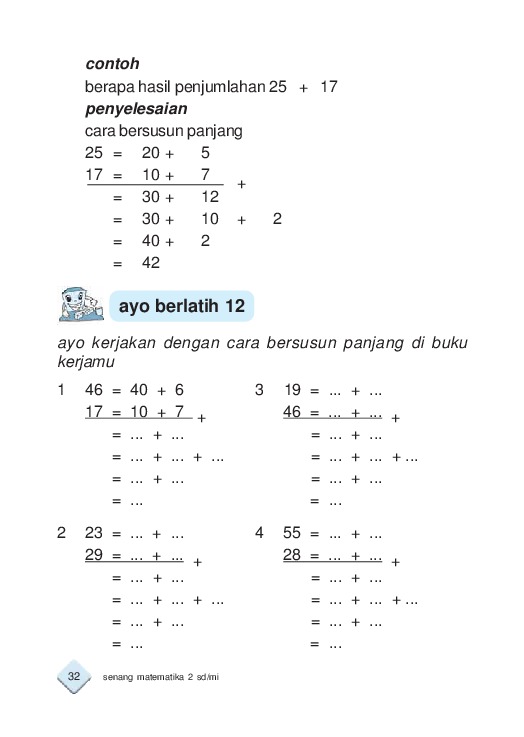 contoh
berapa hasil penjumlahan 25 + 17
penyelesaian
cara bersusun panjang
25 = 20 + 5
17 = 10 + 7 +
= 30 + 12
= 30 + 10 + 2
= 40 + 2
= 42
ayo berlatih 12
ayo kerjakan dengan cara bersusun panjang di buku
kerjamu
1 46 = 40 + 6
17 = 10 + 7 +
= ... + ...
= ... + ... + ...
= ... + ...
= ...
2 23 = ... + ...
29 = ... + ... +
= ... + ...
= ... + ... + ...
= ... + ...
= ...
3 19 = ... + ...
46 = ... + ... +
= ... + ...
= ... + ... + ...
= ... + ...
= ...
4 55 = ... + ...
28 = ... + ... +
= ... + ...
= ... + ... + ...
= ... + ...
= ...
32 senang matematika 2 sd/mi